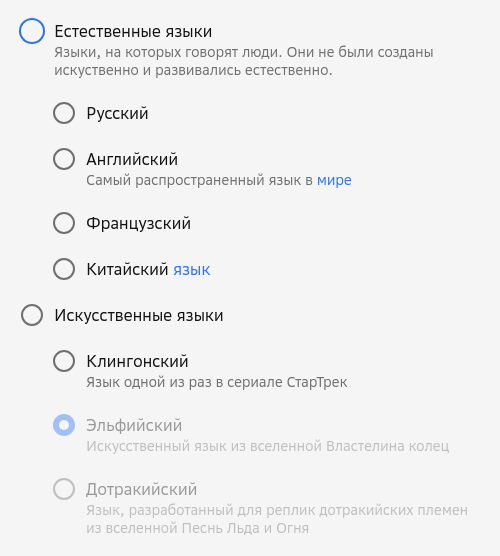 Естественные языки
Языки, на которых говорят люди. Они не были созданы
искуственно и развивались естественно.
Русский
Английский
Самый распространенный язык в мире
Французский
Китайский язык
Искусственные языки
Клингонский
Язык одной из раз в сериале СтарТрек
Эльфийский
Искусственный язык из вселенной Властелина колец
Дотракийский
Язык, разработанный для реплик дотракийских племен
из вселенной Песнь Льда и Огня